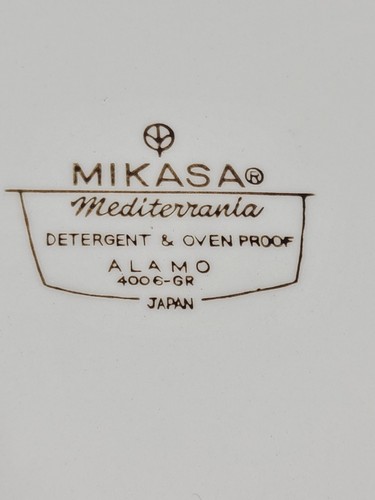 MIKASA®
Mediterrania
DETERGENT & OVEN PROOF
ALAMO
4006-GR
JAPAN